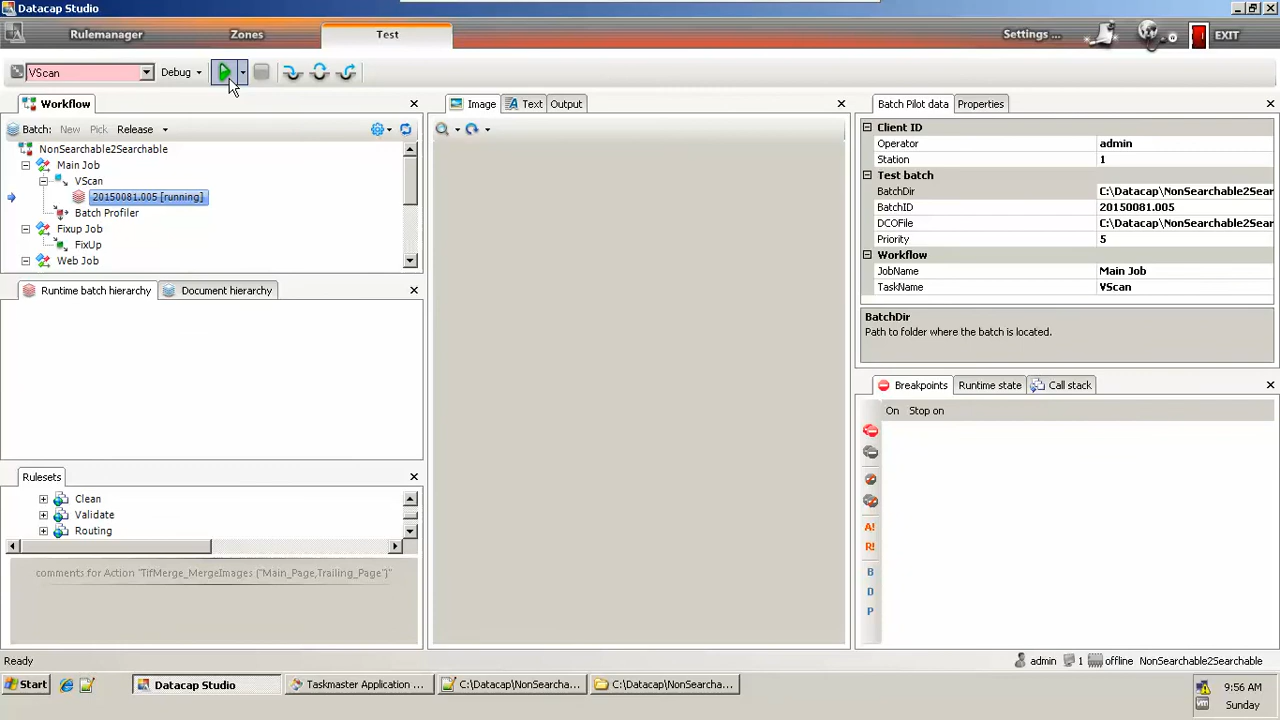 Datacap Studio
Rulemanager
Zones
Test
Settings ...
EXIT
VScan
Debug
Workflow
Batch: New Pick Release
NonSearchable2Searchable
Main Job
VScan
20150081.005 [running]
Batch Profiler
Fixup Job
FixUp
Web Job
Runtime batch hierarchy
Document hierarchy
Rulesets
Clean
Validate
Routing
comments for Action "TifMerge_MergeImages ("Main_Page,Trailing_Page")"
Image
Text
Output
Batch Pilot data
Properties
Client ID
Operator admin
Station 1
Test batch
BatchDir C:\Datacap\NonSearchable2Sear
BatchID 20150081.005
DCOFile C:\Datacap\NonSearchable2Sear
Priority 5
Workflow
JobName Main Job
TaskName VScan
BatchDir
Path to folder where the batch is located.
Breakpoints
Runtime state
Call stack
On Stop on
A!
R!
B
D
P
Ready
admin 1 offline NonSearchable2Searchable
Start
Datacap Studio
Taskmaster Application ...
C:\Datacap\NonSearcha...
C:\Datacap\NonSearcha...
9:56 AM
vm
Sunday